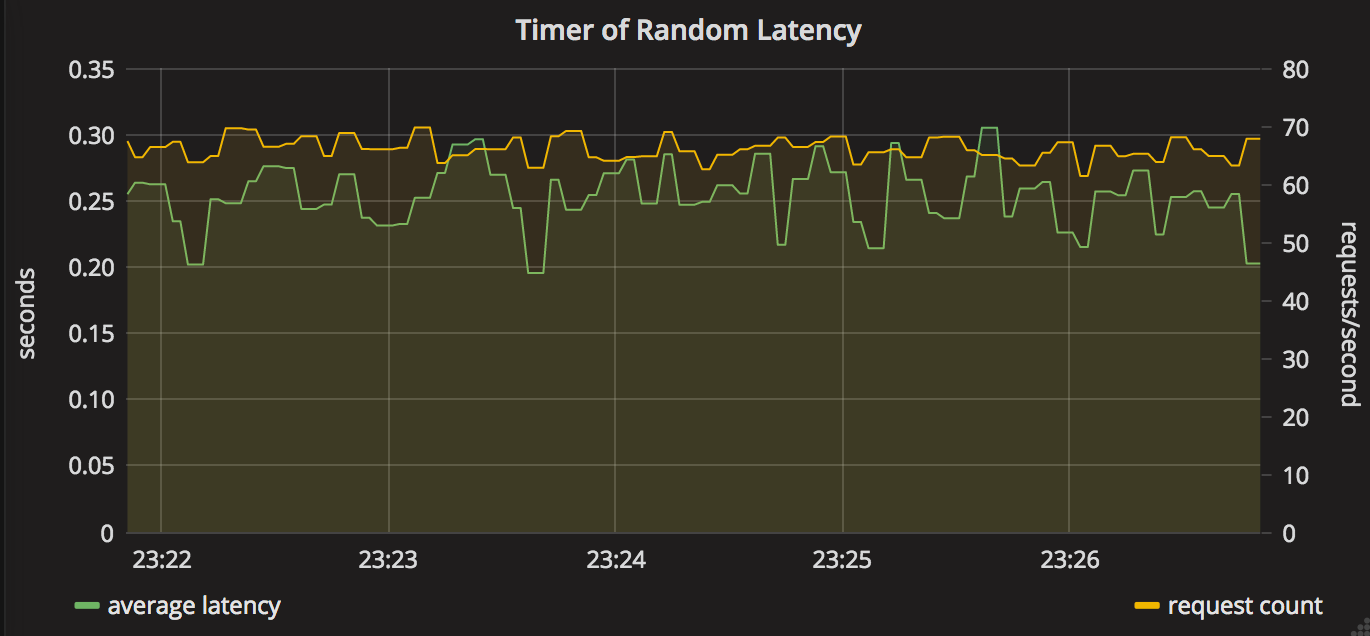 Timer of Random Latency
0.35
0.30
0.25
0.20
0.15
0.10
0.05
0
seconds
80
70
60
50
40
30
20
10
0
requests/second
23:22 23:23 23:24 23:25 23:26
average latency
request count